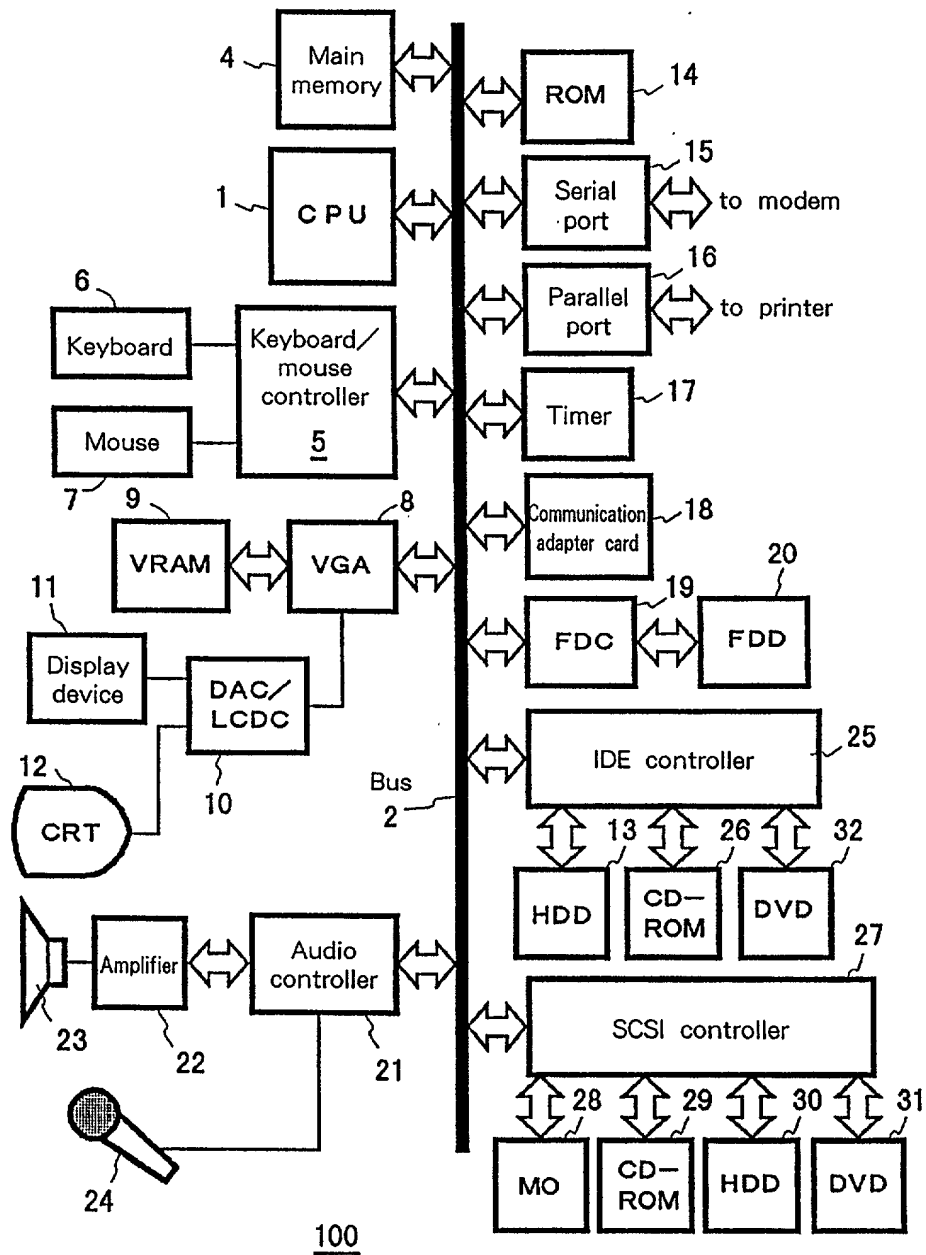 4
Main
memory
ROM
14
1
CPU
15
Serial
port
to modem
16
Parallel
port
to printer
6
Keyboard
Keyboard/
mouse
controller
5
Mouse
7
Timer
17
Communication
adapter card
18
9
VRAM
8
VGA
19
FDC
20
FDD
11
Display
device
DAC/
LCDC
10
12
CRT
Bus
2
IDE controller
25
13
HDD
26
CD-
ROM
32
DVD
23
Amplifier
22
Audio
controller
21
27
SCSI controller
24
28
MO
29
CD-
ROM
30
HDD
31
DVD
100